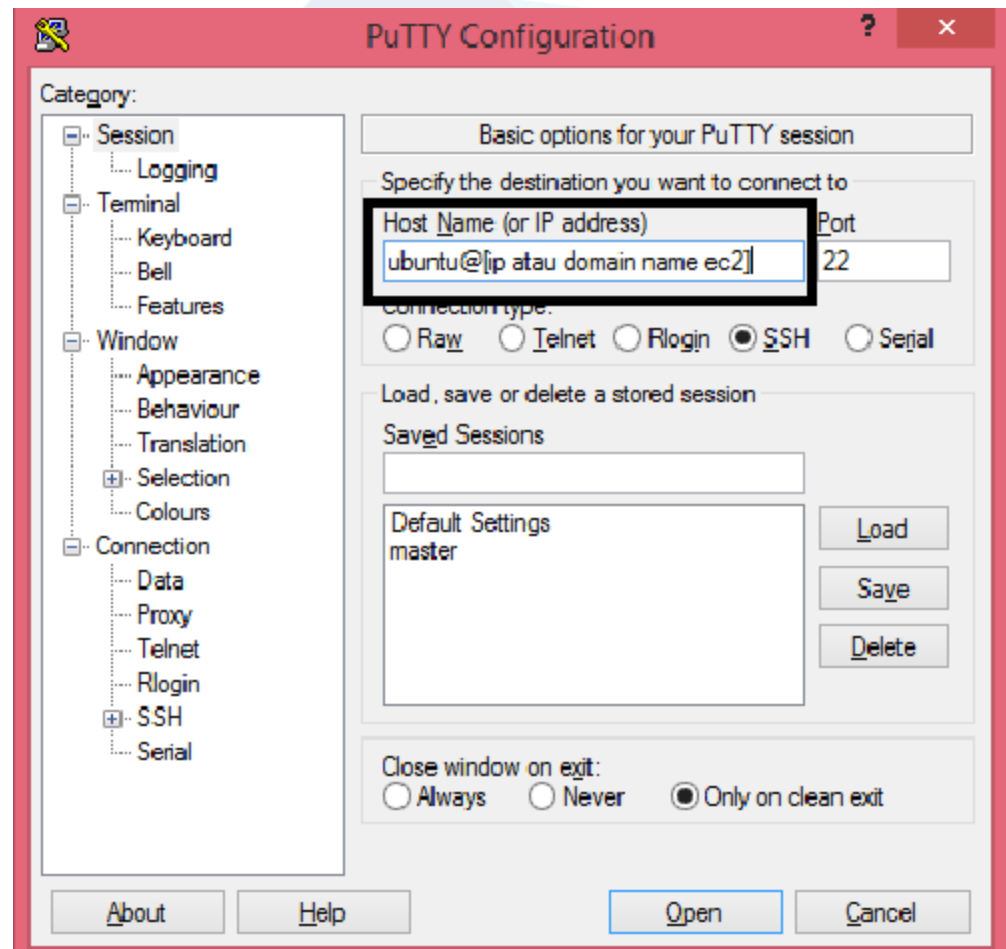 PuTTY Configuration
?
×
Category:
Session
Logging
Terminal
Keyboard
Bell
Features
Window
Appearance
Behaviour
Translation
Selection
Colours
Connection
Data
Proxy
Telnet
Rlogin
SSH
Serial
Basic options for your PuTTY session
Specify the destination you want to connect to
Host Name (or IP address) Port
ubuntu@[ip atau domain name ec2] 22
Connection type:
Raw Telnet Rlogin SSH Serial
Load, save or delete a stored session
Saved Sessions
Default Settings
master
Load
Save
Delete
Close window on exit:
Always Never Only on clean exit
About Help Open Cancel